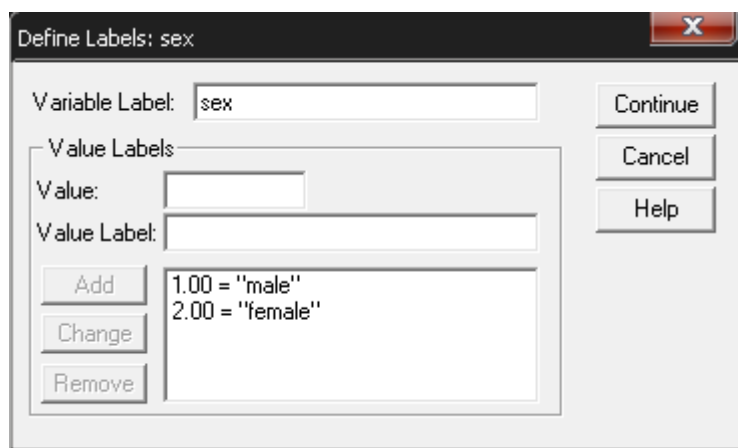 Define Labels: sex
Variable Label: sex
Continue
Value Labels
Cancel
Value:
Help
Value Label:
Add
1.00 = "male"
2.00 = "female"
Change
Remove